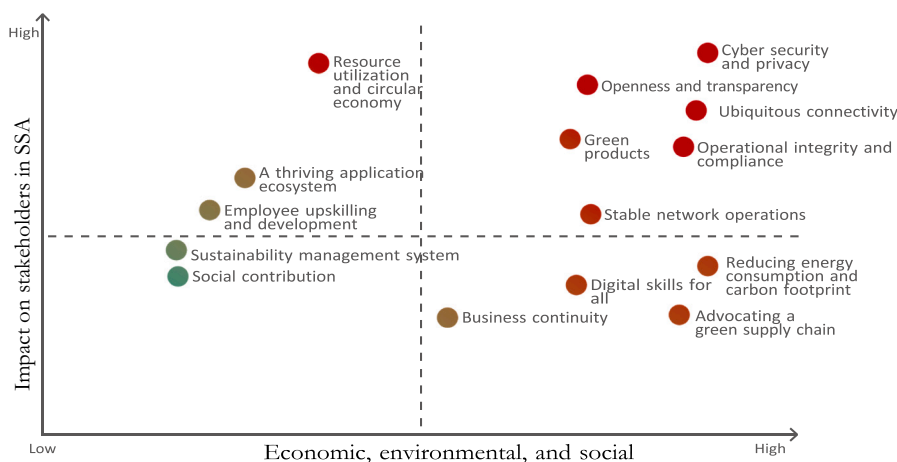 High
Impact on stakeholders in SSA
Resource
utilization
and circular
economy
Cyber security
and privacy
Openness and transparency
Ubiquitous connectivity
Green
products
Operational integrity and
compliance
A thriving application
ecosystem
Employee upskilling
and development
Stable network operations
Sustainability management system
Social contribution
Reducing energy
consumption and
carbon footprint
Digital skills for
all
Business continuity
Advocating a
green supply chain
Low
Economic, environmental, and social
High